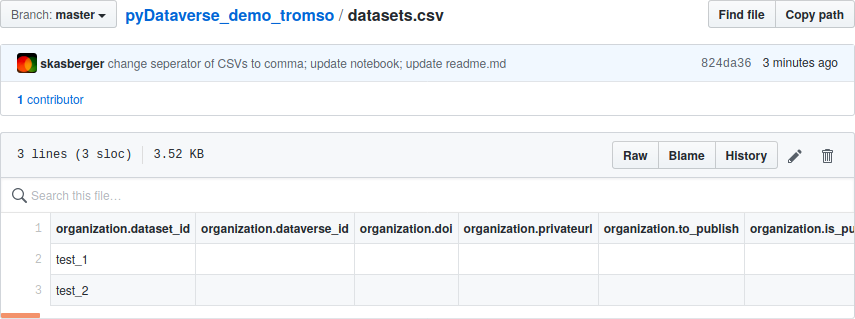 Branch: master
pyDataverse_demo_tromso / datasets.csv
Find file Copy path
skasberger change seperator of CSVs to comma; update notebook; update readme.md
824da36 3 minutes ago
1 contributor
3 lines (3 sloc) 3.52 KB
Raw Blame History
Search this file…
1 organization.dataset_id organization.dataverse_id organization.doi organization.privateurl organization.to_publish organization.is_pu
2 test_1
3 test_2